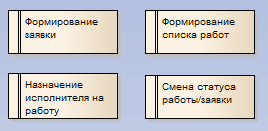 Формирование
заявки
Формирование
списка работ
Назначение
исполнителя на
работу
Смена статуса
работы/заявки